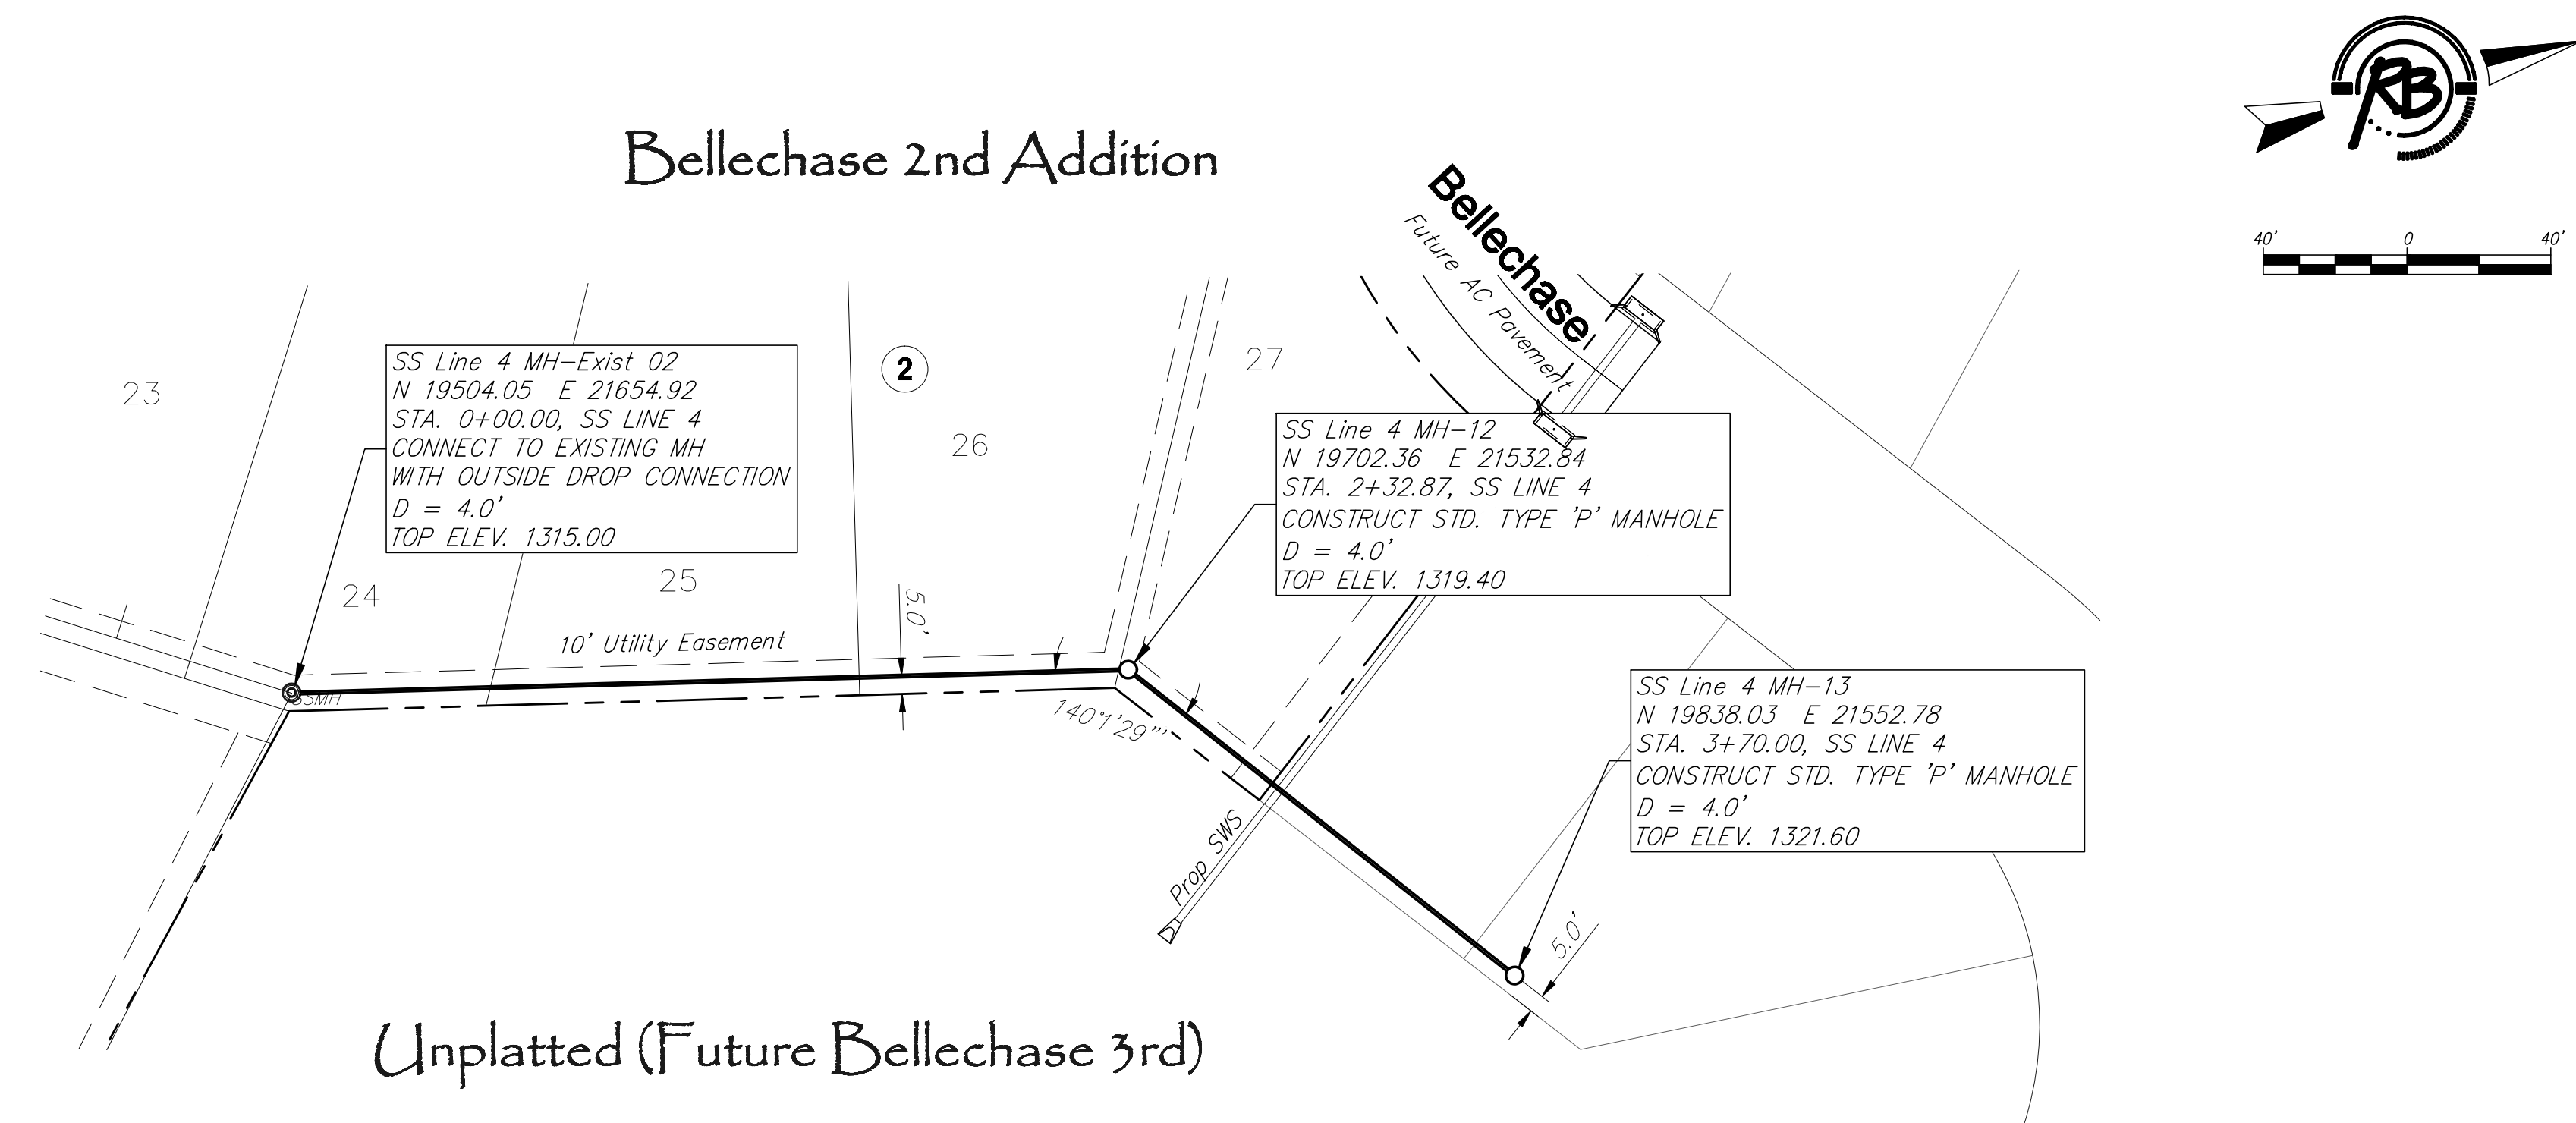 RB
Bellechase 2nd Addition
Bellechase
Future AC Pavement
40' 0 40'
23
SS Line 4 MH-Exist 02
N 19504.05 E 21654.92
STA. 0+00.00, SS LINE 4
CONNECT TO EXISTING MH
WITH OUTSIDE DROP CONNECTION
D = 4.0'
TOP ELEV. 1315.00
2
26
27
SS Line 4 MH-12
N 19702.36 E 21532.84
STA. 2+32.87, SS LINE 4
CONSTRUCT STD. TYPE 'P' MANHOLE
D = 4.0'
TOP ELEV. 1319.40
24
25
5.0'
10' Utility Easement
SSMH
140°1'29"
SS Line 4 MH-13
N 19838.03 E 21552.78
STA. 3+70.00, SS LINE 4
CONSTRUCT STD. TYPE 'P' MANHOLE
D = 4.0'
TOP ELEV. 1321.60
Prop SWS
5.0'
Unplatted (Future Bellechase 3rd)